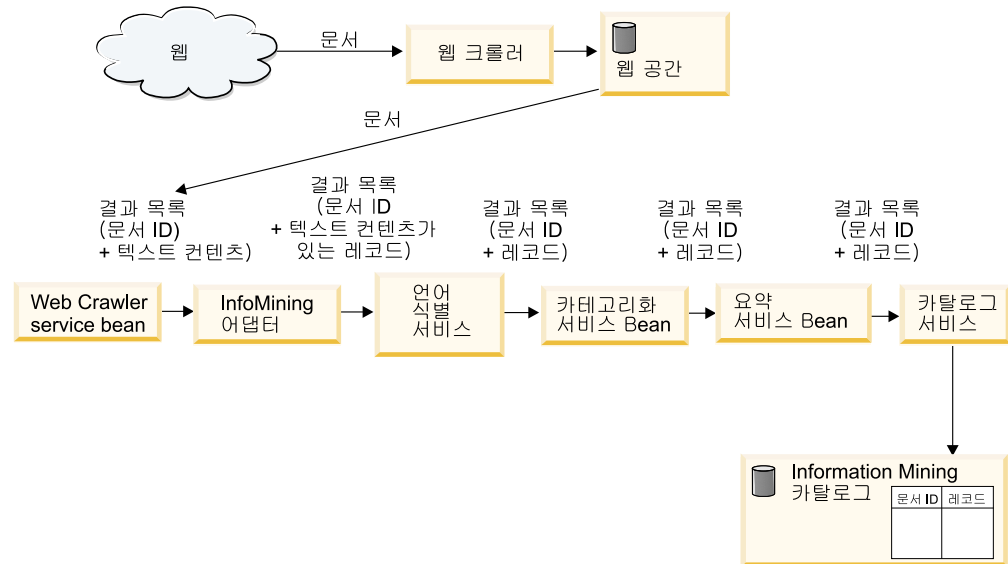 웹
문서
웹 크롤러
웹 공간
문서
결과 목록
(문서 ID)
+ 텍스트 컨텐츠)
결과 목록
(문서 ID
+ 텍스트 컨텐츠가
있는 레코드)
결과 목록
(문서 ID
+ 레코드)
결과 목록
(문서 ID
+ 레코드)
결과 목록
(문서 ID
+ 레코드)
Web Crawler
service bean
InfoMining
어댑터
언어
식별
서비스
카테고리화
서비스 Bean
요약
서비스 Bean
카탈로그
서비스
Information Mining
카탈로그
문서 ID
레코드